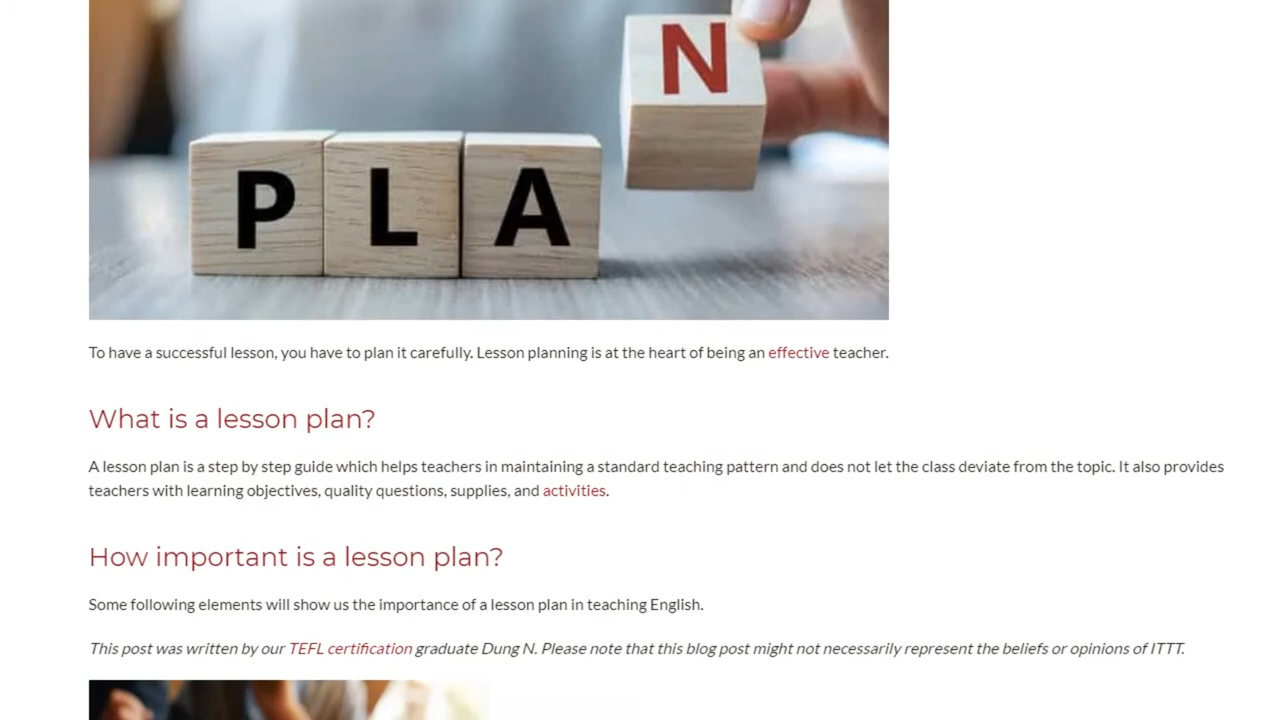 PLAN
To have a successful lesson, you have to plan it carefully. Lesson planning is at the heart of being an effective teacher.
What is a lesson plan?
A lesson plan is a step by step guide which helps teachers in maintaining a standard teaching pattern and does not let the class deviate from the topic. It also provides
teachers with learning objectives, quality questions, supplies, and activities.
How important is a lesson plan?
Some following elements will show us the importance of a lesson plan in teaching English.
This post was written by our TEFL certification graduate Dung N. Please note that this blog post might not necessarily represent the beliefs or opinions of ITTT.